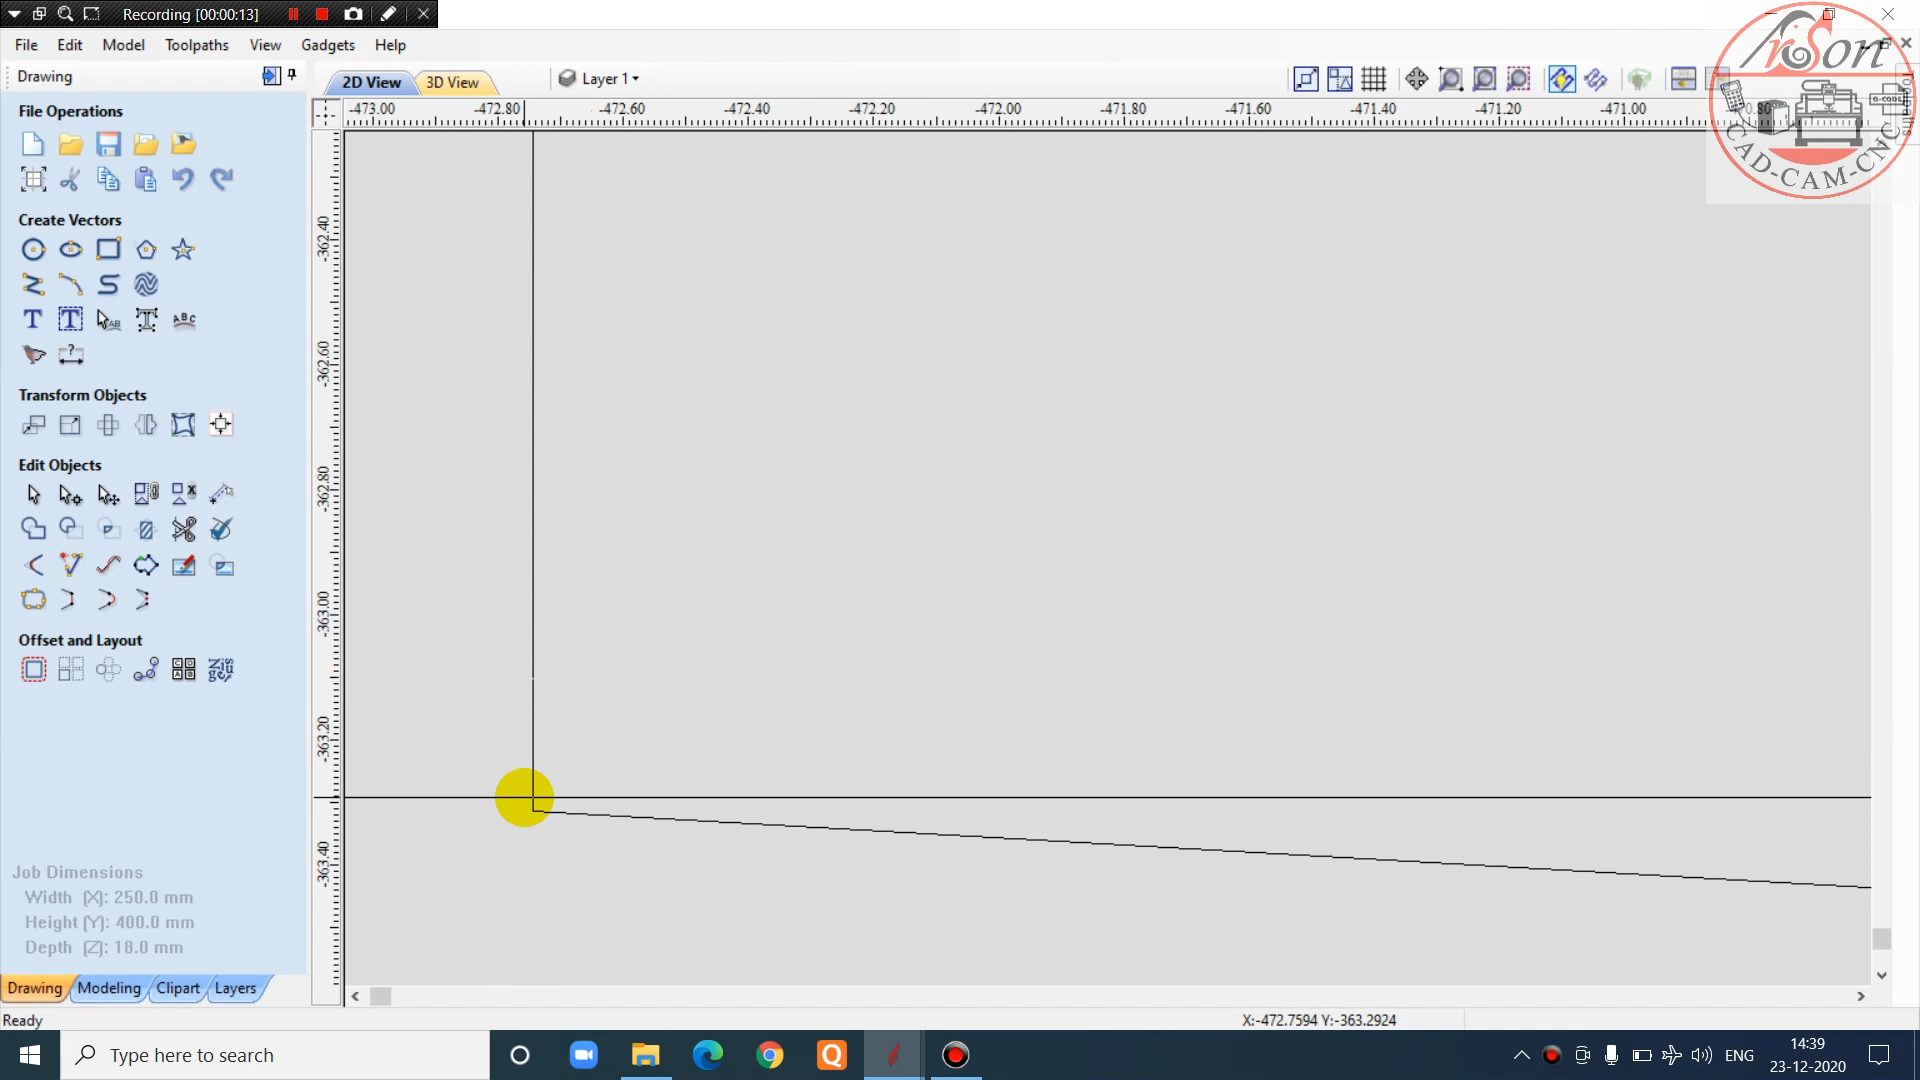 Recording [00:00:13]
File Edit Model Toolpaths View Gadgets Help
Drawing
2D View 3D View Layer 1
File Operations
-473.00 -472.80 -472.60 -472.40 -472.20 -472.00 -471.80 -471.60 -471.40 -471.20 -471.00
Create Vectors
Transform Objects
Edit Objects
Offset and Layout
-362.40
-362.60
-362.80
-363.00
-363.20
-363.40
Job Dimensions
Width (X): 250.0 mm
Height (Y): 400.0 mm
Depth (Z): 18.0 mm
Drawing Modeling Clipart Layers
Ready
X:-472.7594 Y:-363.2924
Type here to search
ENG
14:39
23-12-2020
ArSon
G-CODE
CAD-CAM-CNC